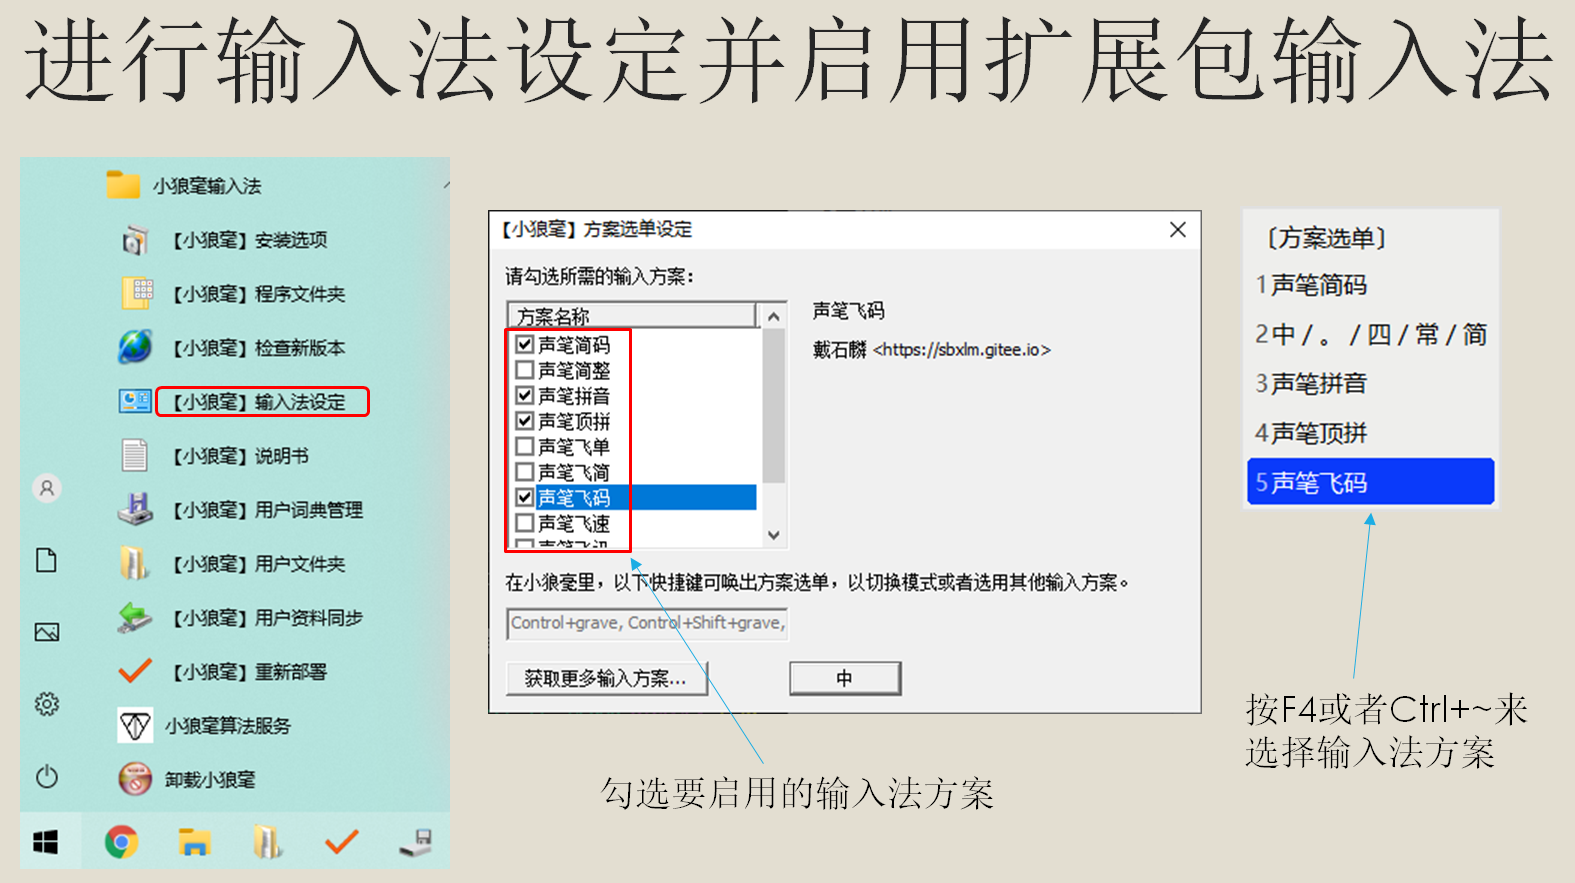 进行输入法设定并启用扩展包输入法
小狼毫输入法
【小狼毫】安装选项
【小狼毫】程序文件夹
【小狼毫】检查新版本
【小狼毫】输入法设定
【小狼毫】说明书
【小狼毫】用户词典管理
【小狼毫】用户文件夹
【小狼毫】用户资料同步
【小狼毫】重新部署
小狼毫算法服务
卸载小狼毫
【小狼毫】方案选单设定
请勾选所需的输入方案：
方案名称
声笔简码
声笔简整
声笔拼音
声笔顶拼
声笔飞单
声笔飞简
声笔飞码
声笔飞速
声笔飞码
戴石麟 <https://sbxlm.gitee.io>
在小狼毫里，以下快捷键可唤出方案选单，以切换模式或者选用其他输入方案。
Control+grave, Control+Shift+grave,
获取更多输入方案...
中
勾选要启用的输入法方案
〔方案选单〕
1声笔简码
2中 / 。 / 四 / 常 / 简
3声笔拼音
4声笔顶拼
5声笔飞码
按F4或者Ctrl+~来
选择输入法方案